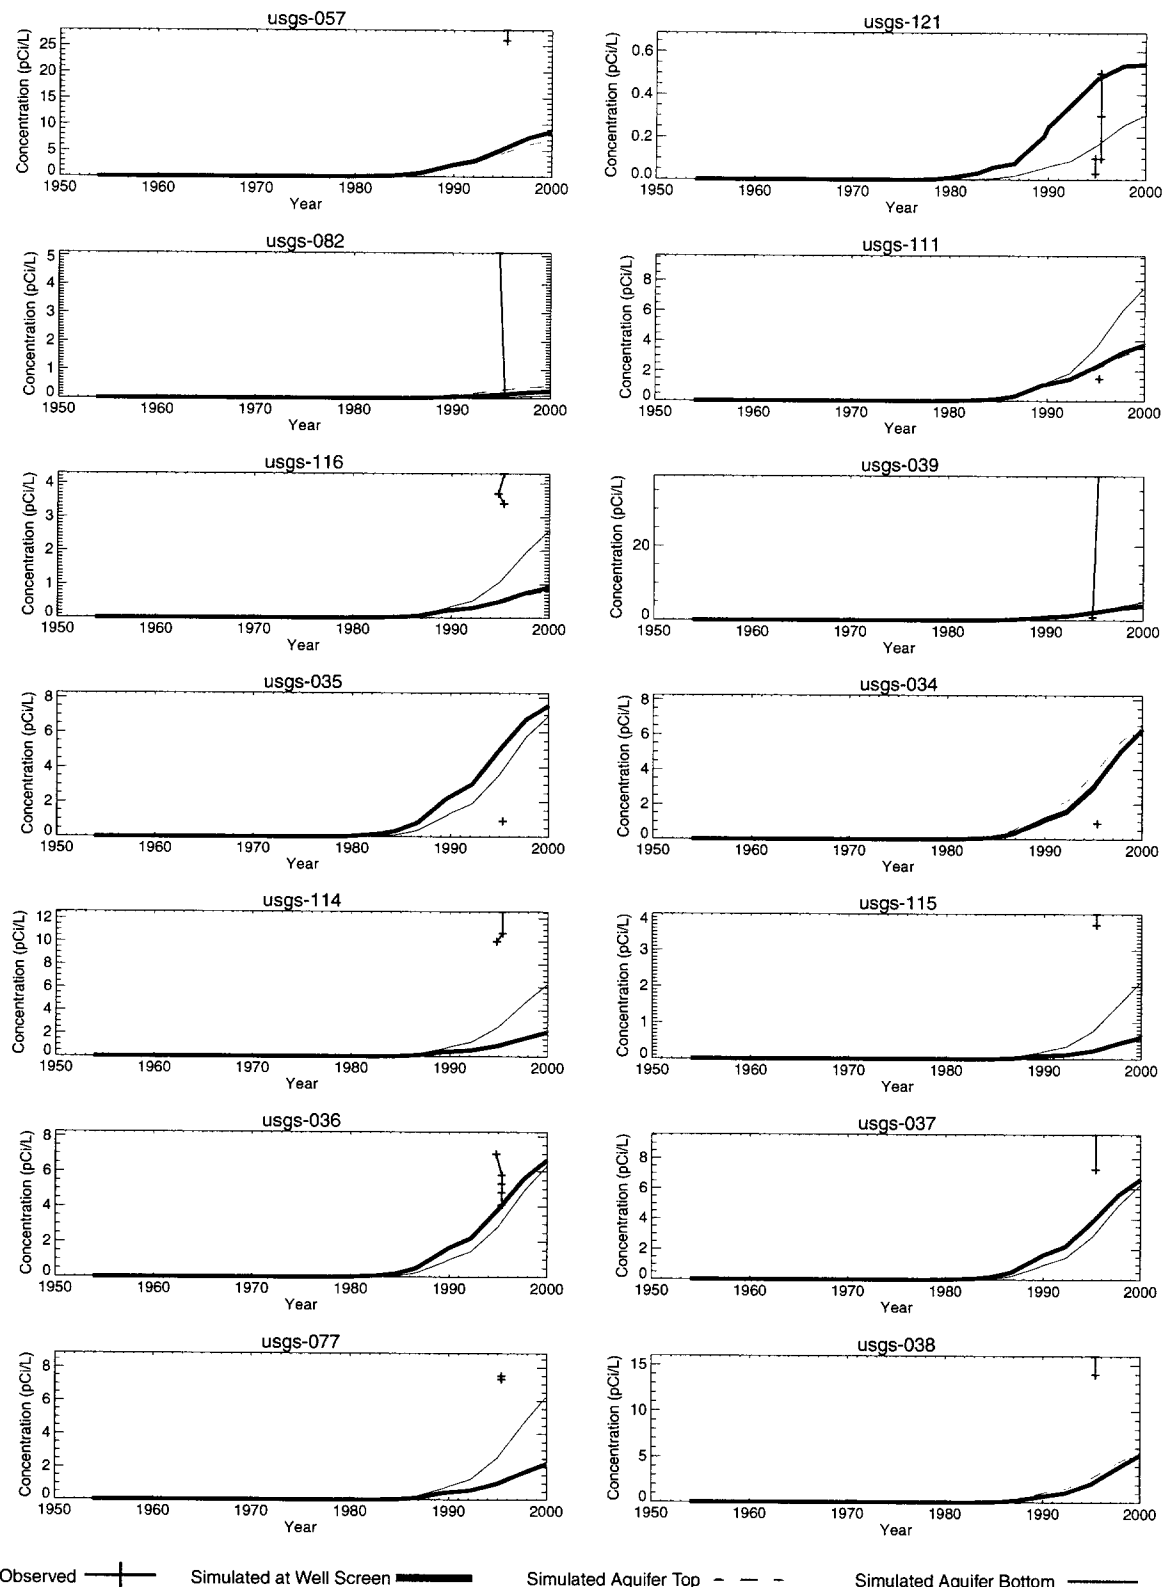 usgs-057
Concentration (pCi/L)
25
20
15
10
5
0
1950 1960 1970 1980 1990 2000
Year
usgs-121
Concentration (pCi/L)
0.6
0.4
0.2
0.0
1950 1960 1970 1980 1990 2000
Year
usgs-082
Concentration (pCi/L)
5
4
3
2
1
0
1950 1960 1970 1980 1990 2000
Year
usgs-111
Concentration (pCi/L)
8
6
4
2
0
1950 1960 1970 1980 1990 2000
Year
usgs-116
Concentration (pCi/L)
4
3
2
1
0
1950 1960 1970 1980 1990 2000
Year
usgs-039
Concentration (pCi/L)
20
0
1950 1960 1970 1980 1990 2000
Year
usgs-035
Concentration (pCi/L)
8
6
4
2
0
1950 1960 1970 1980 1990 2000
Year
usgs-034
Concentration (pCi/L)
8
6
4
2
0
1950 1960 1970 1980 1990 2000
Year
usgs-114
Concentration (pCi/L)
12
10
8
6
4
2
0
1950 1960 1970 1980 1990 2000
Year
usgs-115
Concentration (pCi/L)
4
3
2
1
0
1950 1960 1970 1980 1990 2000
Year
usgs-036
Concentration (pCi/L)
8
6
4
2
0
1950 1960 1970 1980 1990 2000
Year
usgs-037
Concentration (pCi/L)
8
6
4
2
0
1950 1960 1970 1980 1990 2000
Year
usgs-077
Concentration (pCi/L)
8
6
4
2
0
1950 1960 1970 1980 1990 2000
Year
usgs-038
Concentration (pCi/L)
15
10
5
0
1950 1960 1970 1980 1990 2000
Year
Observed Simulated at Well Screen Simulated Aquifer Top Simulated Aquifer Bottom